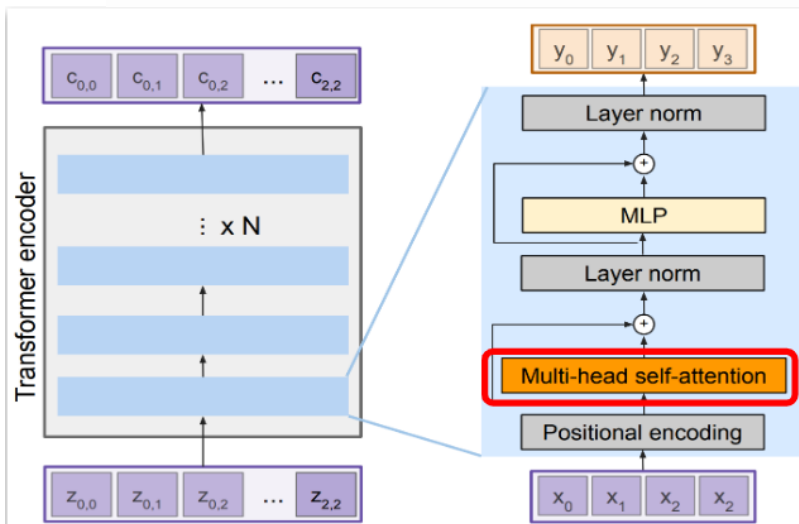 c0,0 c0,1 c0,2 ... c2,2
Transformer encoder
⋮ x N
z0,0 z0,1 z0,2 ... z2,2
y0 y1 y2 y3
Layer norm
+
MLP
Layer norm
+
Multi-head self-attention
Positional encoding
x0 x1 x2 x2